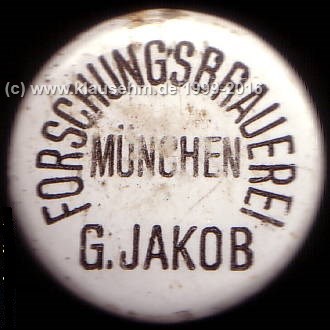 FORSCHUNGSBRAUEREI
(c) www.klausehm.de 1999-2016
MÜNCHEN
G. JAKOB